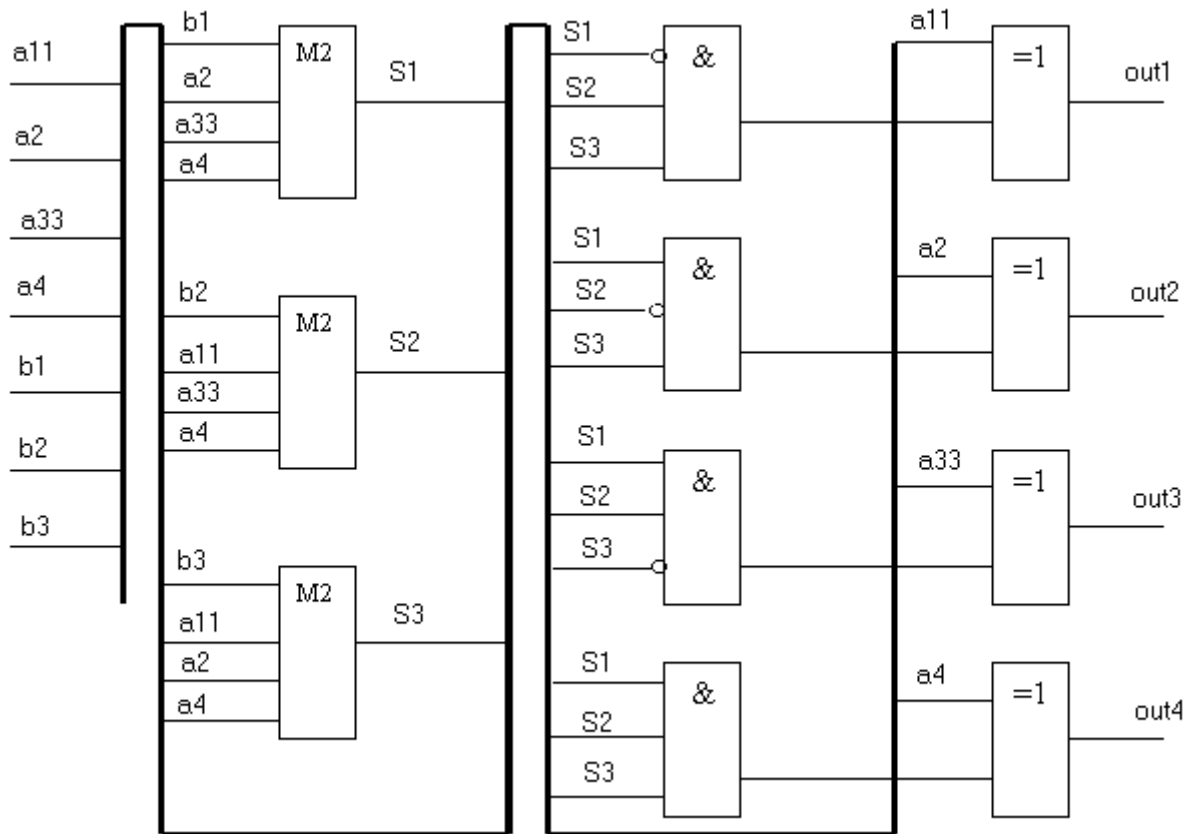 a11
a2
a33
a4
b1
b2
b3
b1
a2
a33
a4
M2
S1
b2
a11
a33
a4
M2
S2
b3
a11
a2
a4
M2
S3
S1
S2
S3
&
S1
S2
S3
&
S1
S2
S3
&
S1
S2
S3
&
a11
=1
out1
a2
=1
out2
a33
=1
out3
a4
=1
out4